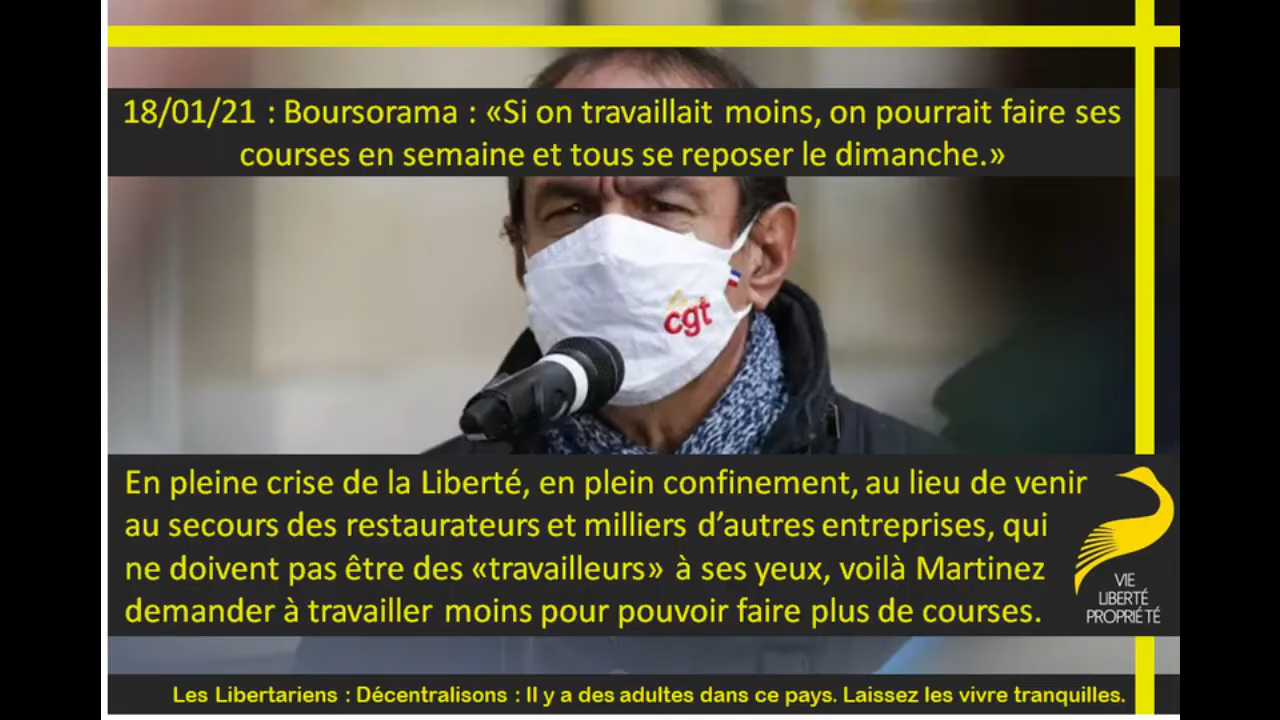 18/01/21 : Boursorama : «Si on travaillait moins, on pourrait faire ses
courses en semaine et tous se reposer le dimanche.»
cgt
En pleine crise de la Liberté, en plein confinement, au lieu de venir
au secours des restaurateurs et milliers d’autres entreprises, qui
ne doivent pas être des «travailleurs» à ses yeux, voilà Martinez
demander à travailler moins pour pouvoir faire plus de courses.
VIE
LIBERTÉ
PROPRIÉTÉ
Les Libertariens : Décentralisons : Il y a des adultes dans ce pays. Laissez les vivre tranquilles.